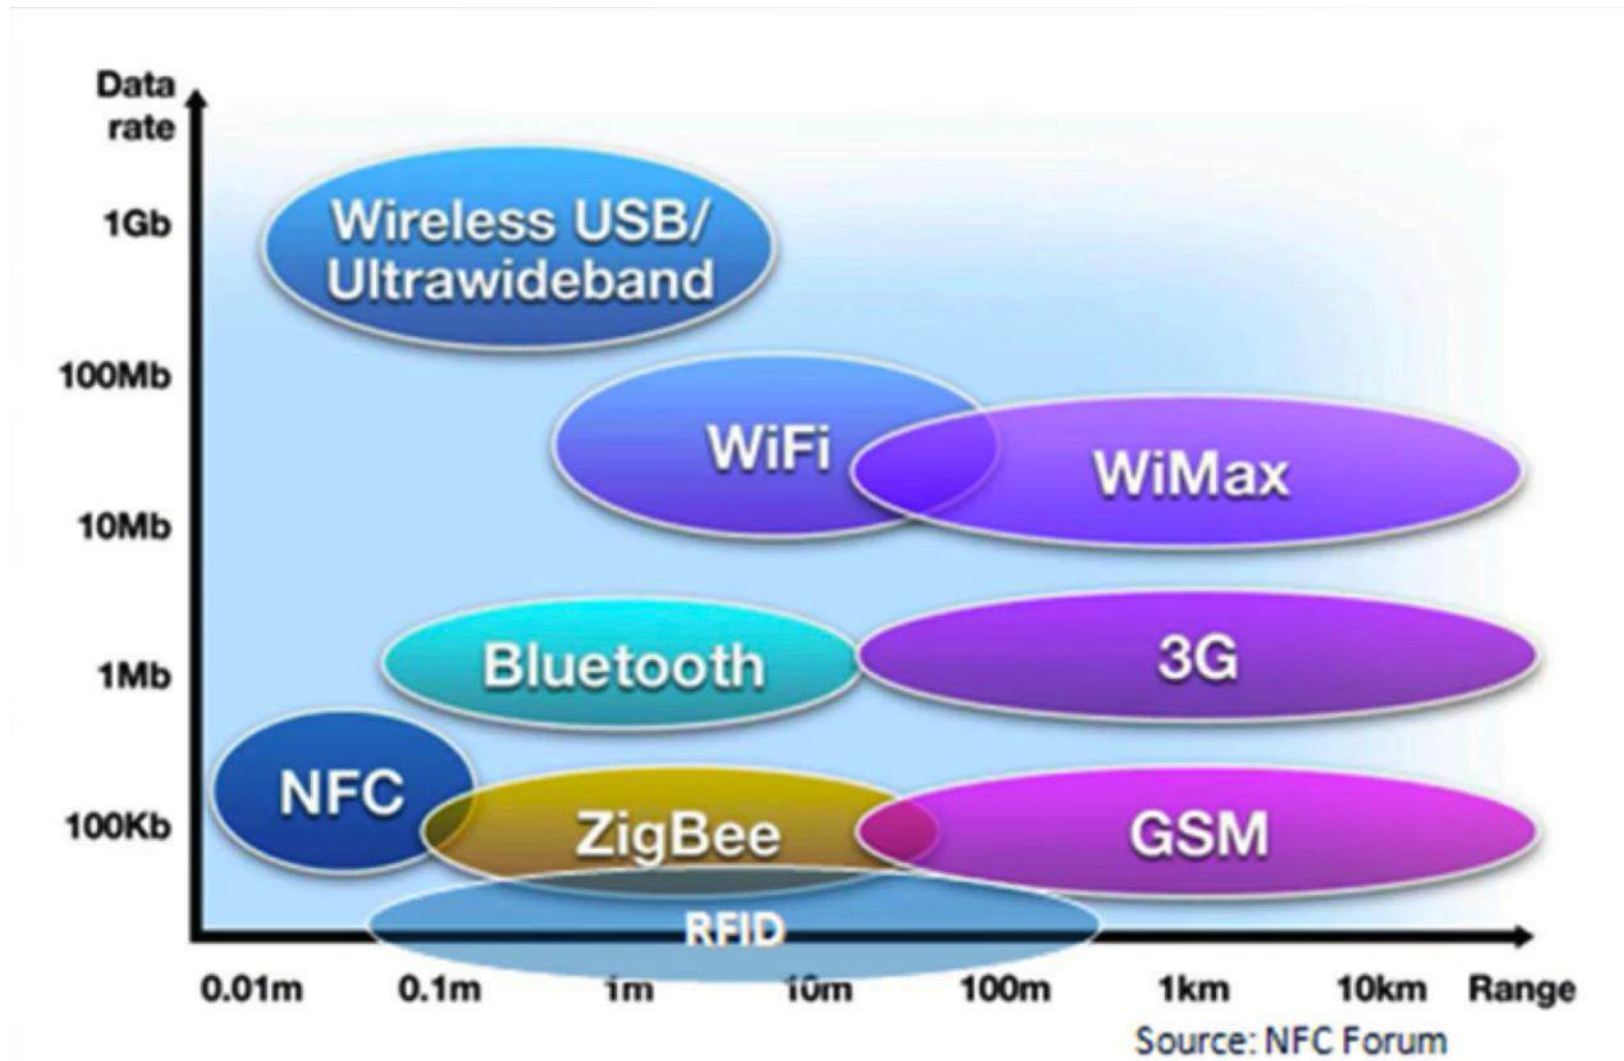 Data
rate
1Gb
100Mb
10Mb
1Mb
100Kb
Wireless USB/
Ultrawideband
WiFi
WiMax
Bluetooth
3G
NFC
ZigBee
GSM
RFID
0.01m 0.1m 1m 10m 100m 1km 10km Range
Source: NFC Forum